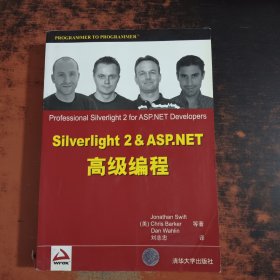 PROGRAMMER TO PROGRAMMER™
Professional Silverlight 2 for ASP.NET Developers
Silverlight 2 & ASP.NET
高级编程
Jonathan Swift
(美) Chris Barker 等著
Dan Wahlin
刘志忠 译
wrox
清华大学出版社